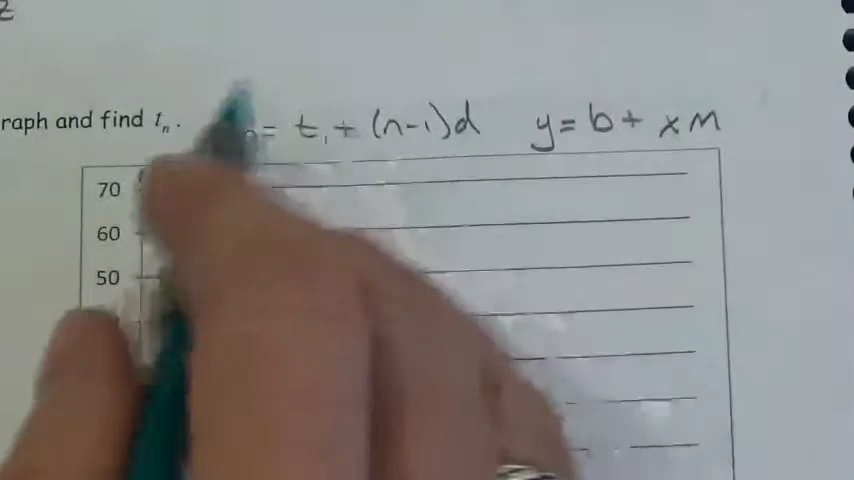 raph and find tₙ. ₙ = t₁ + (n-1)d y = b + xm
70
60
50